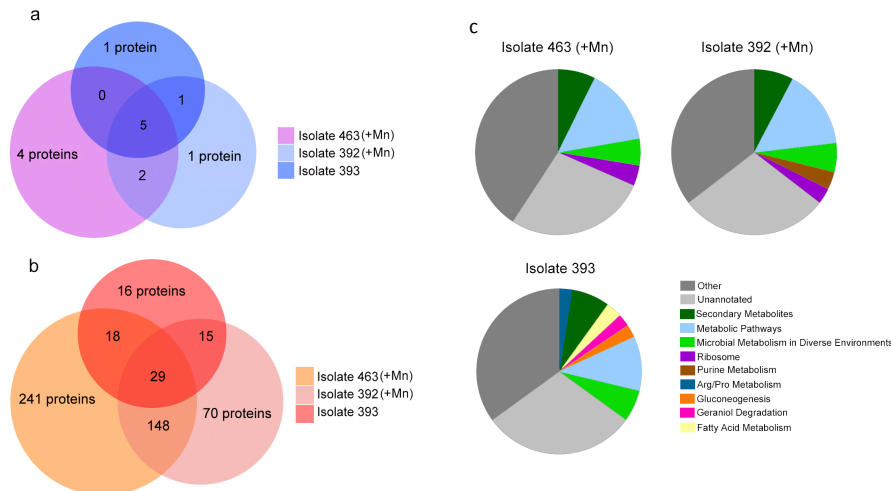 a
1 protein
0
1
5
4 proteins
1 protein
2
Isolate 463(+Mn)
Isolate 392(+Mn)
Isolate 393
b
16 proteins
18
15
29
241 proteins
70 proteins
148
Isolate 463(+Mn)
Isolate 392(+Mn)
Isolate 393
c
Isolate 463 (+Mn)
Isolate 392 (+Mn)
Isolate 393
Other
Unannotated
Secondary Metabolites
Metabolic Pathways
Microbial Metabolism in Diverse Environments
Ribosome
Purine Metabolism
Arg/Pro Metabolism
Gluconeogenesis
Geraniol Degradation
Fatty Acid Metabolism